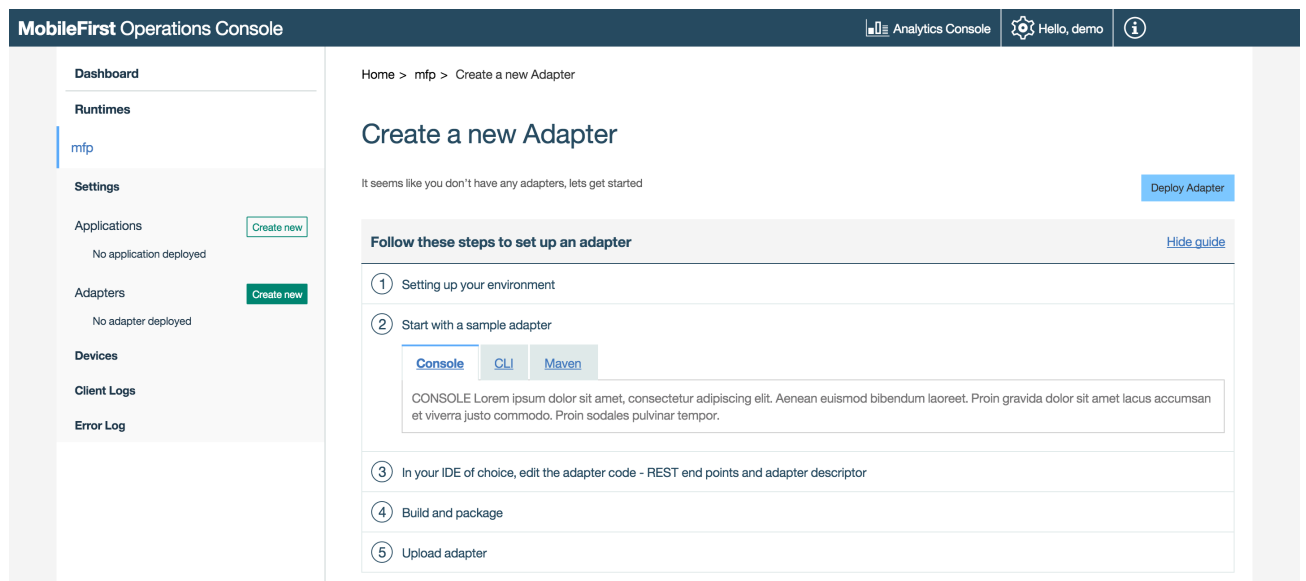 MobileFirst Operations Console
Analytics Console
Hello, demo
Dashboard
Runtimes
mfp
Settings
Applications
Create new
No application deployed
Adapters
Create new
No adapter deployed
Devices
Client Logs
Error Log
Home > mfp > Create a new Adapter
Create a new Adapter
It seems like you don't have any adapters, lets get started
Deploy Adapter
Follow these steps to set up an adapter
Hide guide
1 Setting up your environment
2 Start with a sample adapter
Console CLI Maven
CONSOLE Lorem ipsum dolor sit amet, consectetur adipiscing elit. Aenean euismod bibendum laoreet. Proin gravida dolor sit amet lacus accumsan
et viverra justo commodo. Proin sodales pulvinar tempor.
3 In your IDE of choice, edit the adapter code - REST end points and adapter descriptor
4 Build and package
5 Upload adapter